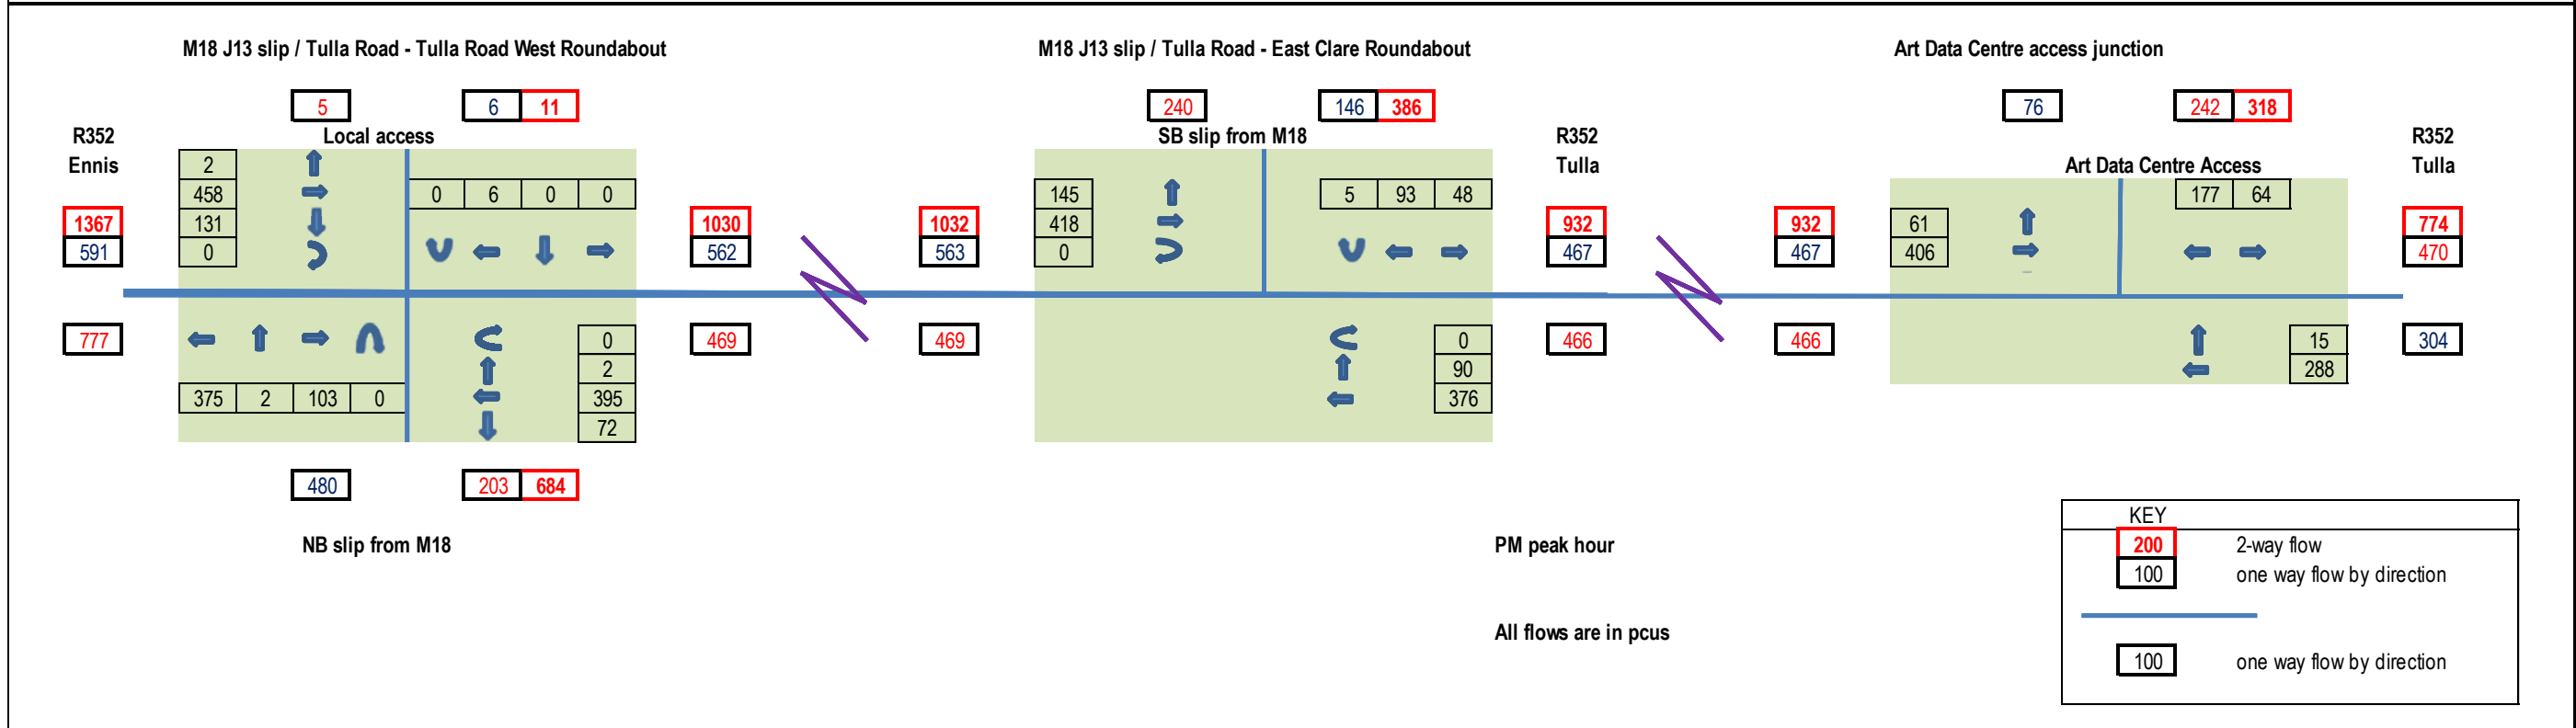 M18 J13 slip / Tulla Road - Tulla Road West Roundabout
M18 J13 slip / Tulla Road - East Clare Roundabout
Art Data Centre access junction
5 6 11
240 146 386
76 242 318
R352 Ennis
Local access
SB slip from M18
R352 Tulla
Art Data Centre Access
R352 Tulla
2
458 0 6 0 0
131
0
1367
591
1030
562
1032
563
145 5 93 48
418
0
932
467
932
467
61 177 64
406
774
470
777
469
469
466
466
304
375 2 103 0
0
2
395
72
0
90
376
15
288
480 203 684
NB slip from M18
PM peak hour
All flows are in pcus
KEY
200 2-way flow
100 one way flow by direction
100 one way flow by direction